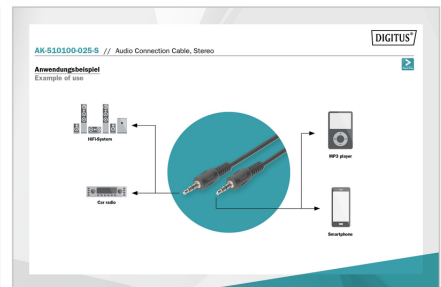 DIGITUS®
AK-510100-025-S // Audio Connection Cable, Stereo
Anwendungsbeispiel
Example of use
HiFi-System
MP3 player
Car radio
Smartphone